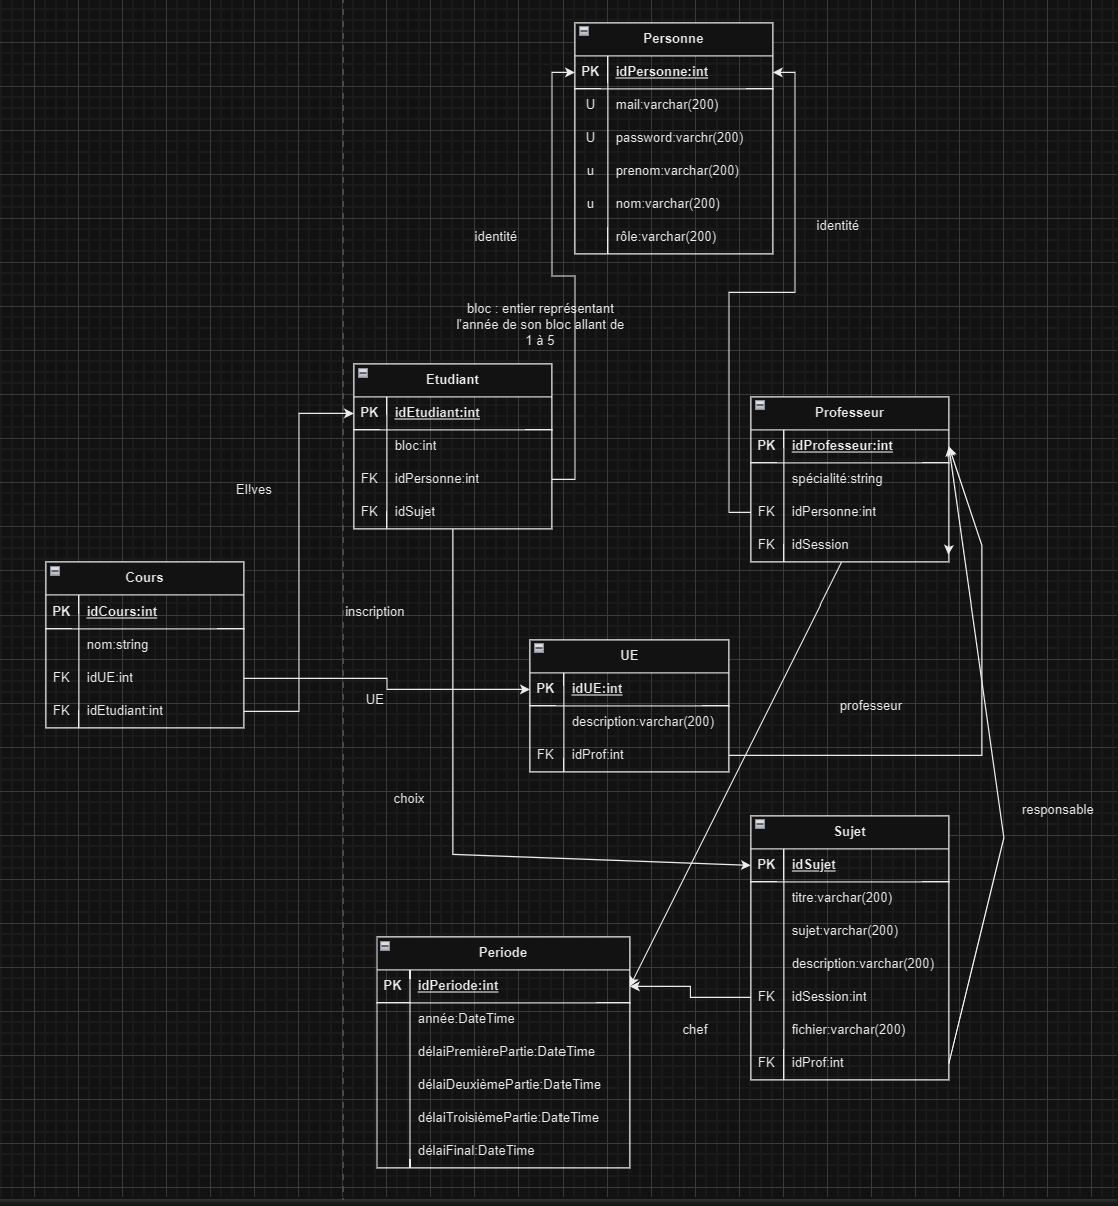 Personne
PK idPersonne:int
U mail:varchar(200)
U password:varchr(200)
u prenom:varchar(200)
u nom:varchar(200)
rôle:varchar(200)
identité
identité
bloc : entier représentant
l'année de son bloc allant de
1 à 5
Etudiant
PK idEtudiant:int
bloc:int
FK idPersonne:int
FK idSujet
Professeur
PK idProfesseur:int
spécialité:string
FK idPersonne:int
FK idSession
El!ves
Cours
PK idCours:int
nom:string
FK idUE:int
FK idEtudiant:int
inscription
UE
UE
PK idUE:int
description:varchar(200)
FK idProf:int
professeur
choix
responsable
Sujet
PK idSujet
titre:varchar(200)
sujet:varchar(200)
description:varchar(200)
FK idSession:int
fichier:varchar(200)
FK idProf:int
chef
Periode
PK idPeriode:int
année:DateTime
délaiPremièrePartie:DateTime
délaiDeuxièmePartie:DateTime
délaiTroisièmePartie:DateTime
délaiFinal:DateTime